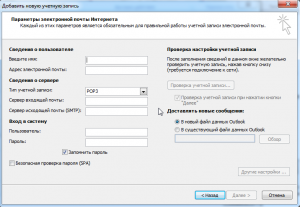 Добавить новую учетную запись
Параметры электронной почты Интернета
Каждый из этих параметров является обязательным для правильной работы учетной записи электронной почты.
Сведения о пользователе
Введите имя:
Адрес электронной почты:
Сведения о сервере
Тип учетной записи:
POP3
Сервер входящей почты:
Сервер исходящей почты (SMTP):
Вход в систему
Пользователь:
Пароль:
Запомнить пароль
Безопасная проверка пароля (SPA)
Проверка настройки учетной записи
После заполнения сведений в данном окне желательно
проверить учетную запись, нажав кнопку снизу
(требуется подключение к сети).
Проверка учетной записи...
Проверка учетной записи при нажатии кнопки
"Далее"
Доставлять новые сообщения:
В новый файл данных Outlook
В существующий файл данных Outlook
Обзор
Другие настройки ...
< Назад
Далее >
Отмена